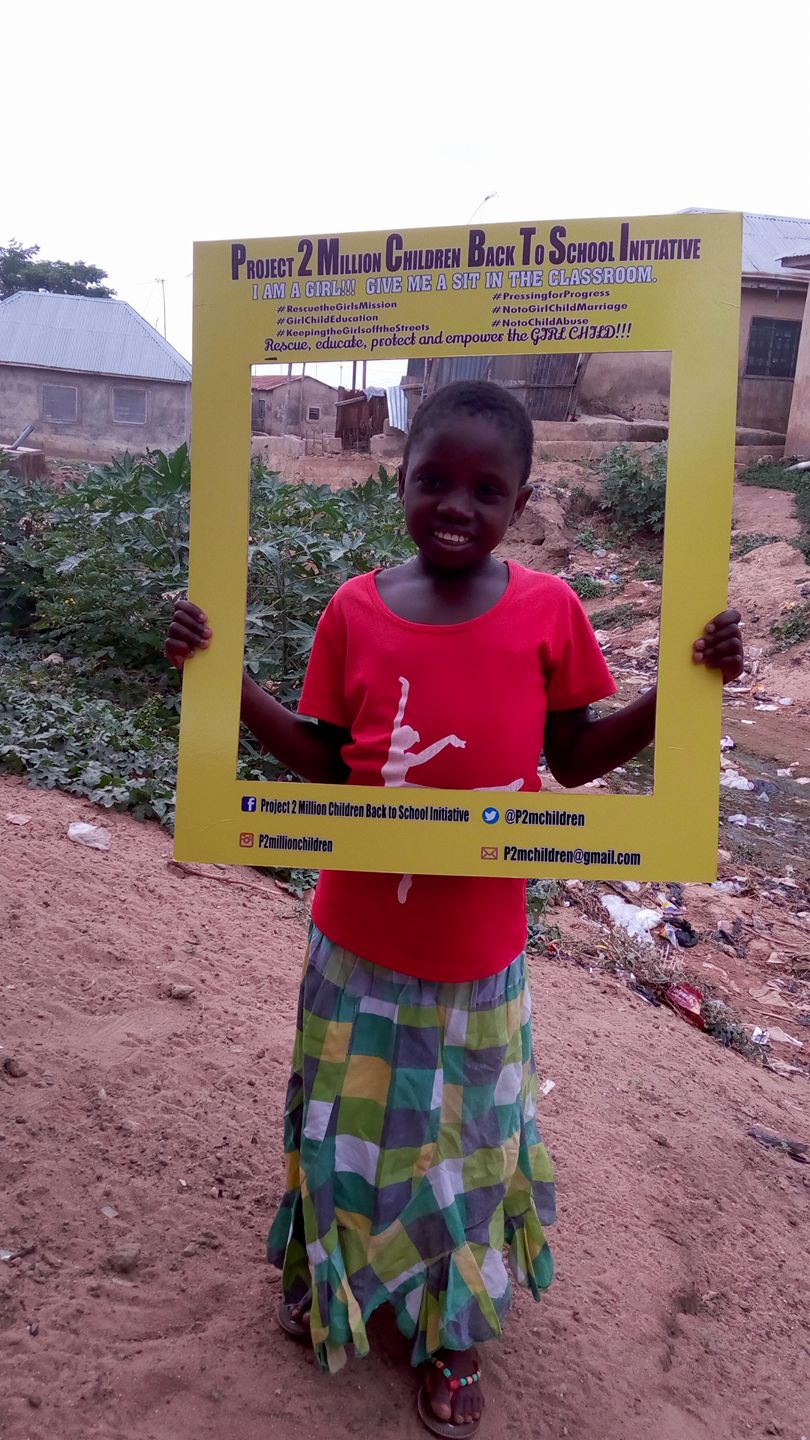 PROJECT 2 MILLION CHILDREN BACK TO SCHOOL INITIATIVE
I AM A GIRL!!! GIVE ME A SIT IN THE CLASSROOM.
#RescuetheGirlsMission
#GirlChildEducation
#KeepingtheGirlsofftheStreets
#PressingforProgress
#NotoGirlChildMarriage
#NotoChildAbuse
Rescue, educate, protect and empower the GIRL CHILD!!!
Project 2 Million Children Back to School Initiative
@P2mchildren
P2millionchildren
P2mchildren@gmail.com